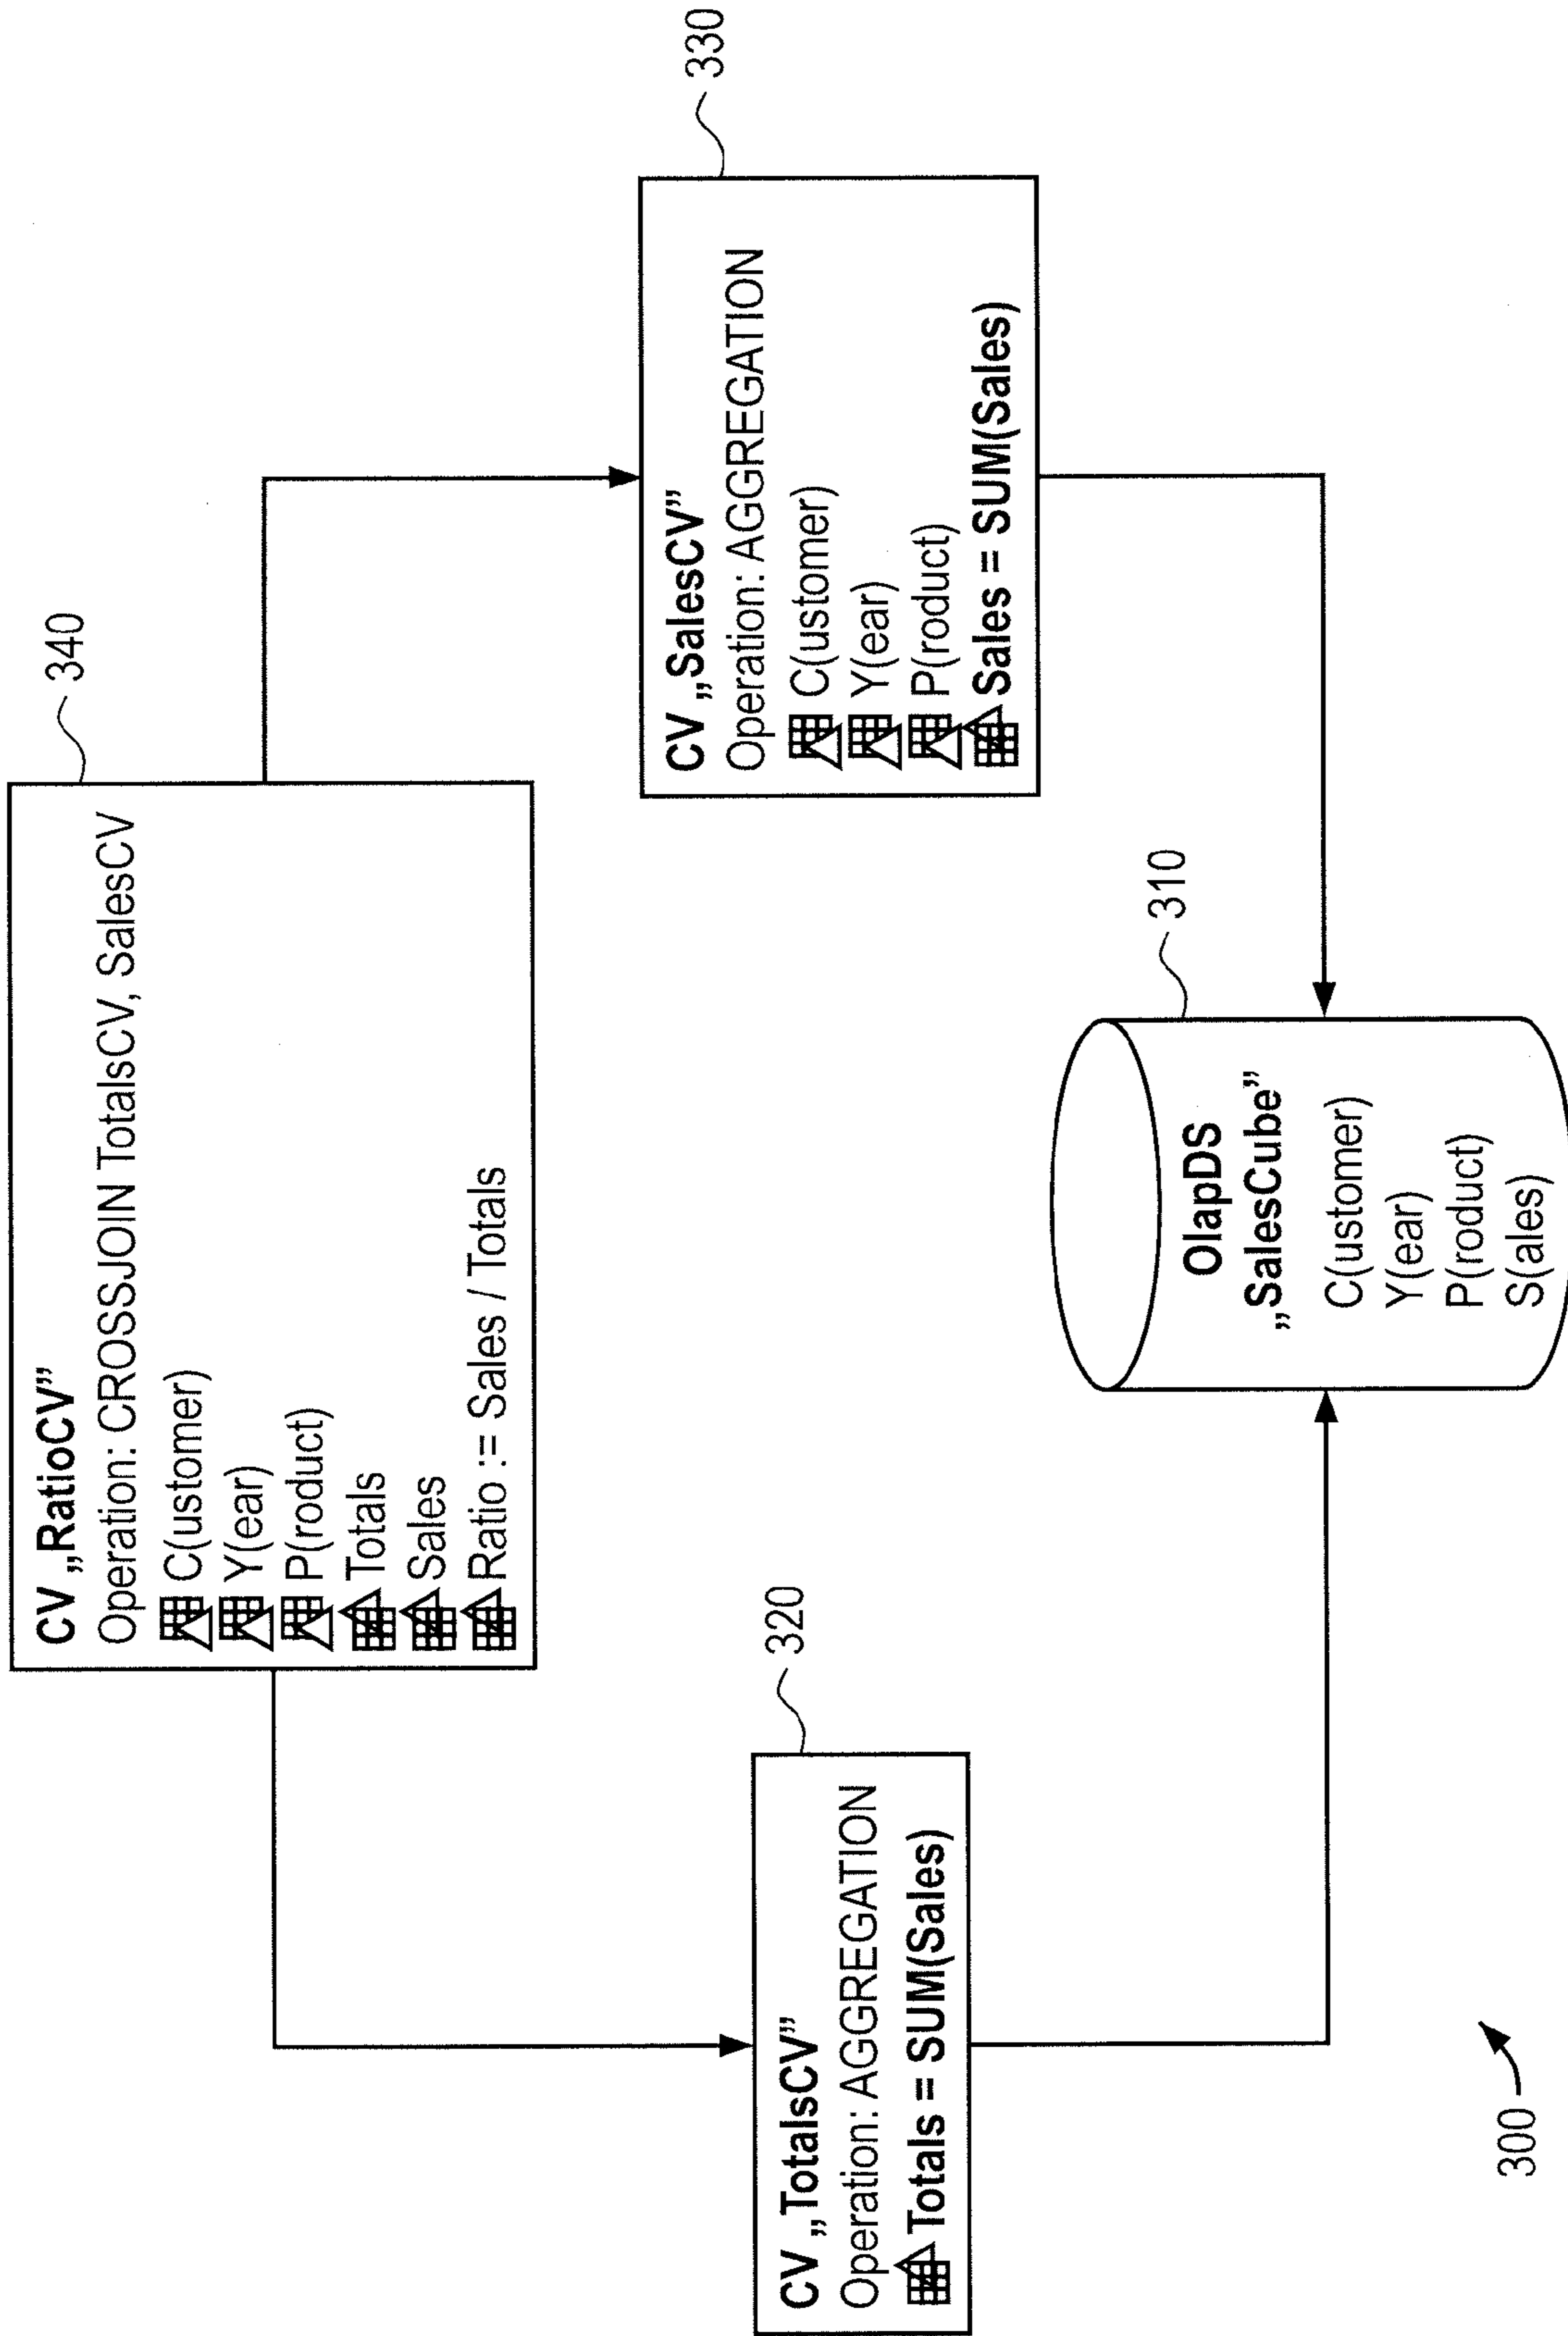 340
CV „RatioCV”
Operation: CROSSJOIN TotalsCV, SalesCV
C(ustomer)
Y(ear)
P(roduct)
Totals
Sales
Ratio := Sales / Totals
320
CV „TotalsCV”
Operation: AGGREGATION
Totals = SUM(Sales)
330
CV „SalesCV”
Operation: AGGREGATION
C(ustomer)
Y(ear)
P(roduct)
Sales = SUM(Sales)
310
OlapDS
„SalesCube”
C(ustomer)
Y(ear)
P(roduct)
S(ales)
300